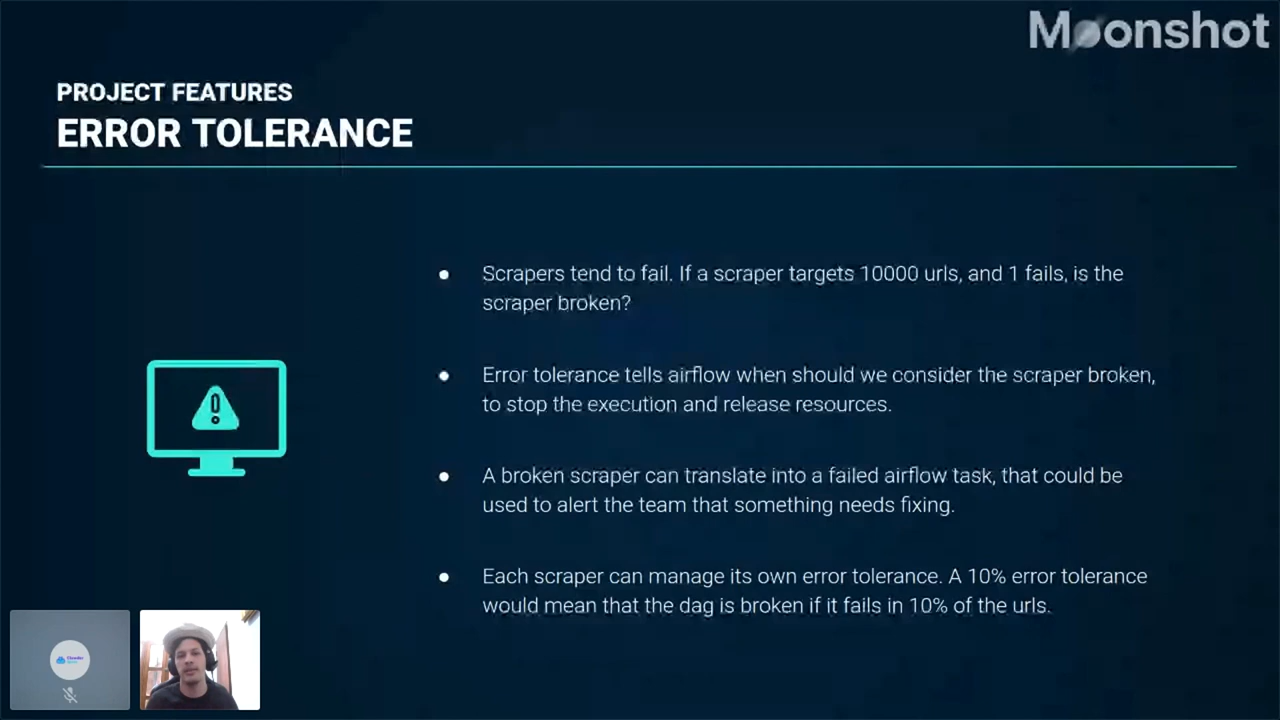 Moonshot
PROJECT FEATURES
ERROR TOLERANCE
● Scrapers tend to fail. If a scraper targets 10000 urls, and 1 fails, is the
scraper broken?
● Error tolerance tells airflow when should we consider the scraper broken,
to stop the execution and release resources.
● A broken scraper can translate into a failed airflow task, that could be
used to alert the team that something needs fixing.
● Each scraper can manage its own error tolerance. A 10% error tolerance
would mean that the dag is broken if it fails in 10% of the urls.